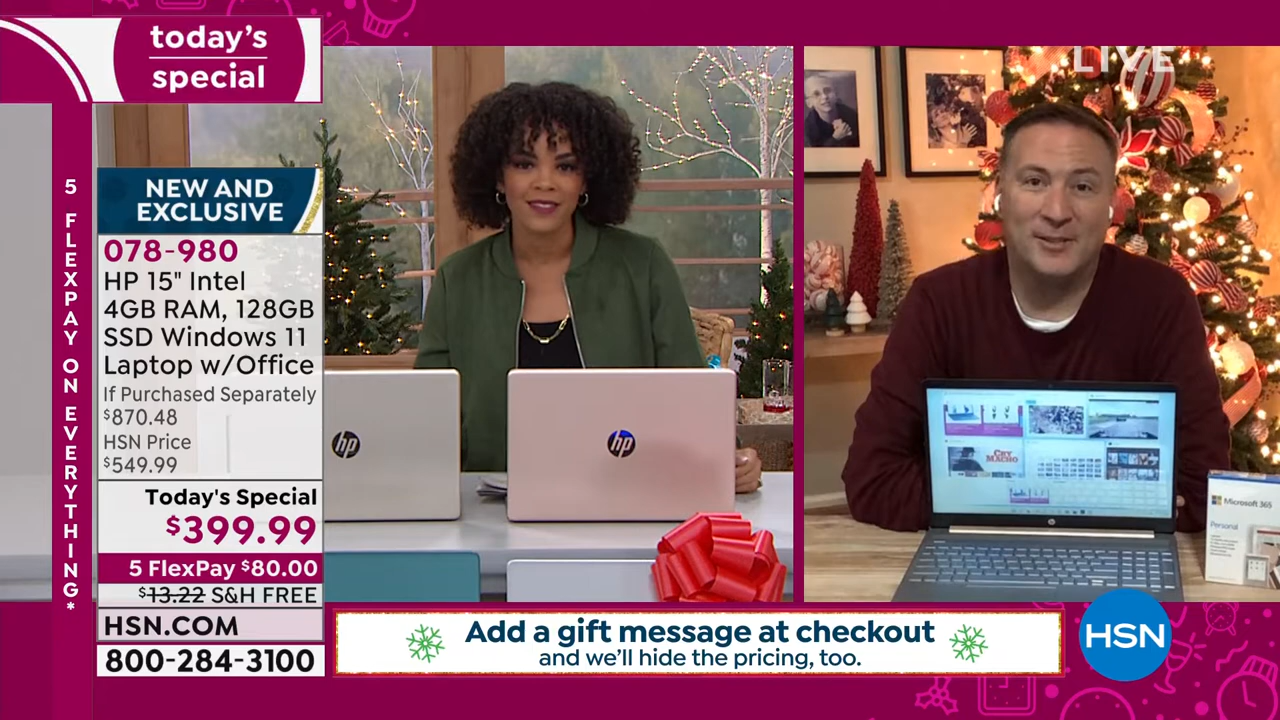 today's
special
5 FLEXPAY ON EVERYTHING*
NEW AND
EXCLUSIVE
078-980
HP 15" Intel
4GB RAM, 128GB
SSD Windows 11
Laptop w/Office
If Purchased Separately
$870.48
HSN Price
$549.99
Today's Special
$399.99
5 FlexPay $80.00
$13.22 S&H FREE
HSN.COM
800-284-3100
LIVE
hp
hp
CRY
MACHO
hp
Microsoft 365
Personal
Add a gift message at checkout
and we'll hide the pricing, too.
HSN